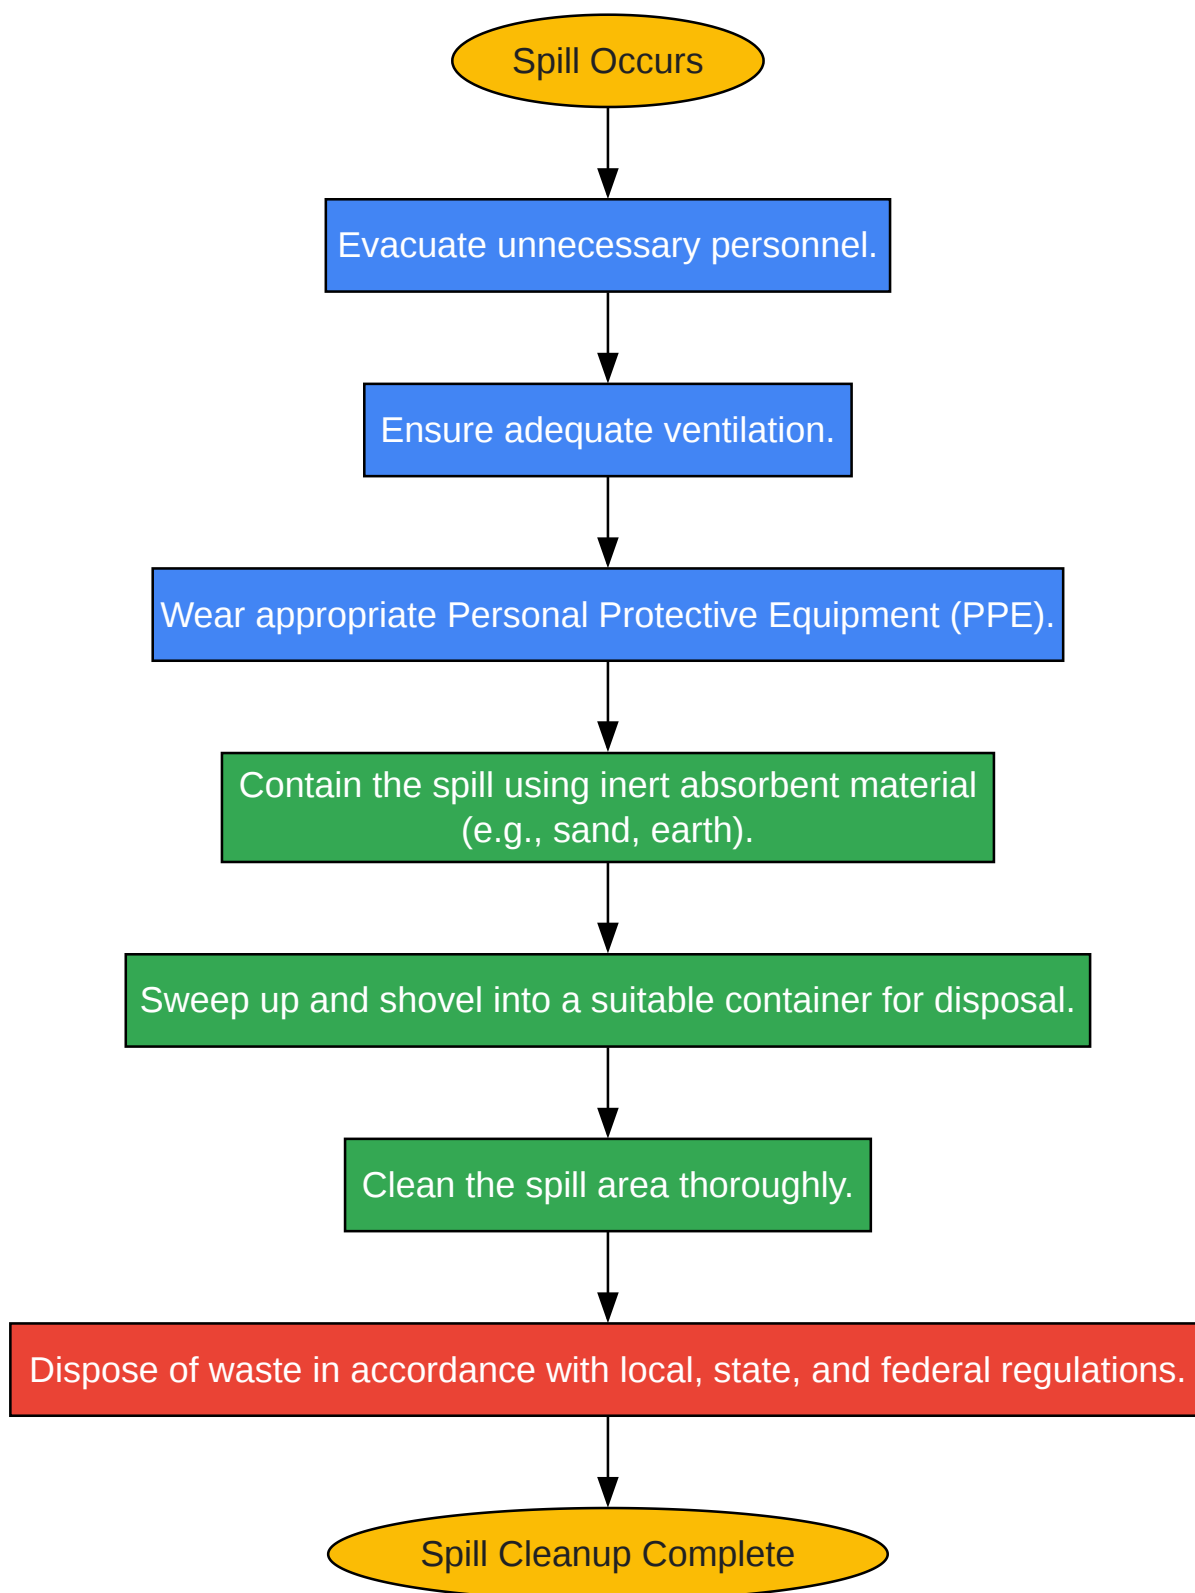 Spill Occurs
Evacuate unnecessary personnel.
Ensure adequate ventilation.
Wear appropriate Personal Protective Equipment (PPE).
Contain the spill using inert absorbent material
(e.g., sand, earth).
Sweep up and shovel into a suitable container for disposal.
Clean the spill area thoroughly.
Dispose of waste in accordance with local, state, and federal regulations.
Spill Cleanup Complete